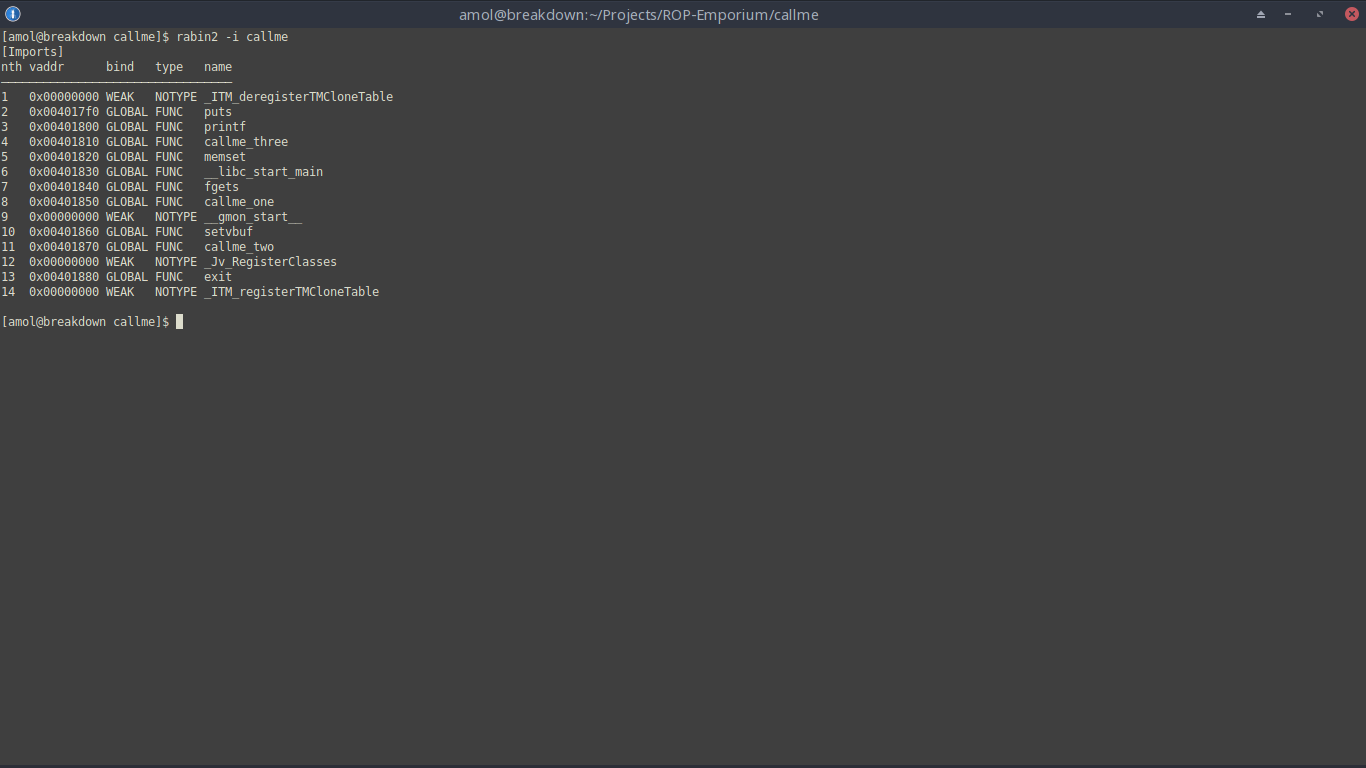 amol@breakdown:~/Projects/ROP-Emporium/callme
[amol@breakdown callme]$ rabin2 -i callme
[Imports]
nth vaddr      bind   type   name
―――――――――――――――――――――――――――――――――
1   0x00000000 WEAK   NOTYPE _ITM_deregisterTMCloneTable
2   0x004017f0 GLOBAL FUNC   puts
3   0x00401800 GLOBAL FUNC   printf
4   0x00401810 GLOBAL FUNC   callme_three
5   0x00401820 GLOBAL FUNC   memset
6   0x00401830 GLOBAL FUNC   __libc_start_main
7   0x00401840 GLOBAL FUNC   fgets
8   0x00401850 GLOBAL FUNC   callme_one
9   0x00000000 WEAK   NOTYPE __gmon_start__
10  0x00401860 GLOBAL FUNC   setvbuf
11  0x00401870 GLOBAL FUNC   callme_two
12  0x00000000 WEAK   NOTYPE _Jv_RegisterClasses
13  0x00401880 GLOBAL FUNC   exit
14  0x00000000 WEAK   NOTYPE _ITM_registerTMCloneTable
[amol@breakdown callme]$